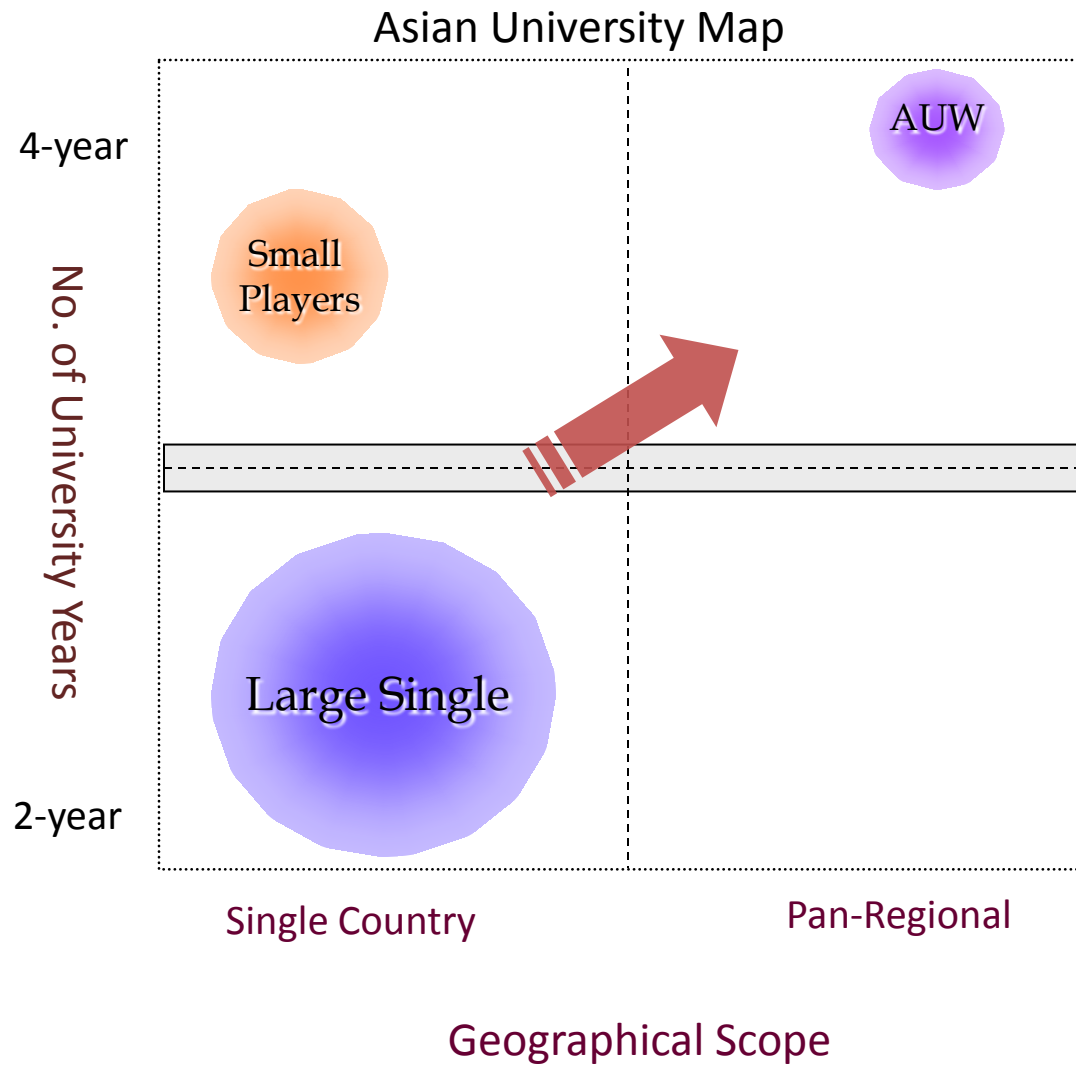 Asian University Map
4-year
AUW
Small
Players
No. of University Years
Large Single
2-year
Single Country
Pan-Regional
Geographical Scope